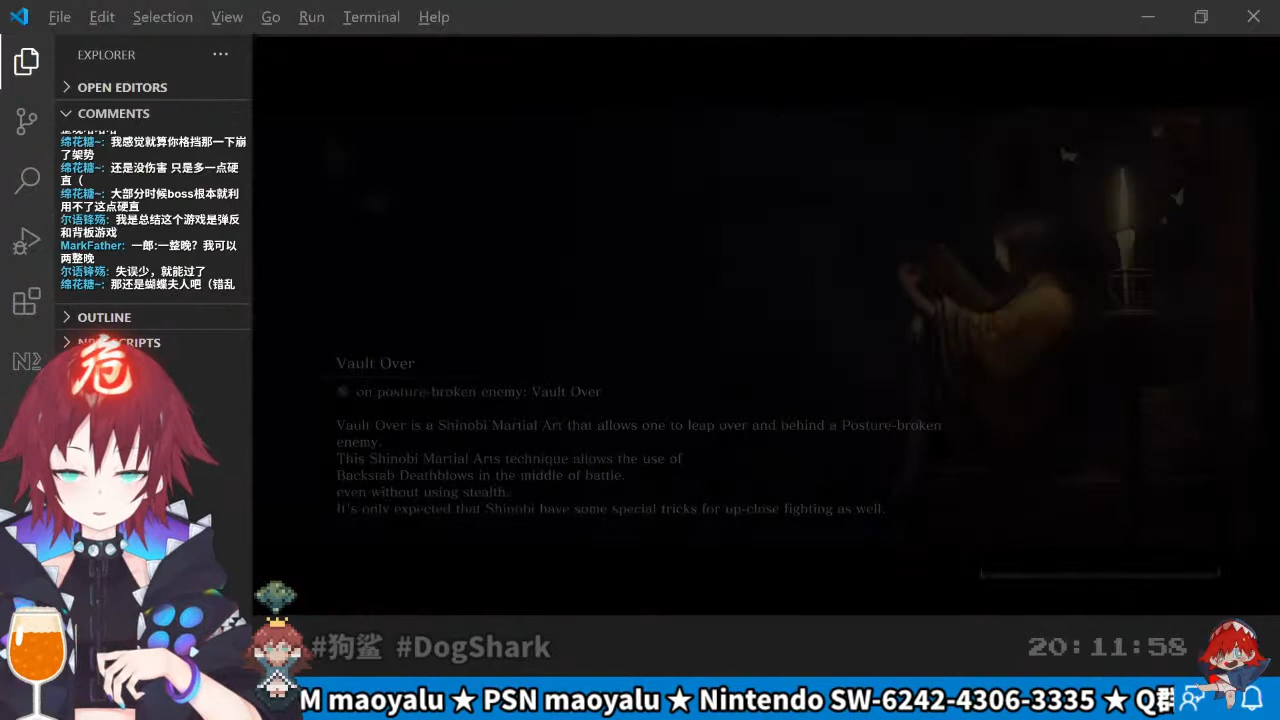 File Edit Selection View Go Run Terminal Help
EXPLORER
OPEN EDITORS
COMMENTS
缔花糖~: 我感觉就算你格挡那一下崩
了架势
缔花糖~: 还是没伤害 只是多一点硬
直（
缔花糖~: 大部分时候boss根本就利
用不了这点硬直
尔语锋殇: 我是总结这个游戏是弹反
和背板游戏
MarkFather: 一郎:一整晚？我可以
两整晚
尔语锋殇: 失误少，就能过了
缔花糖~: 那还是蝴蝶夫人吧（错乱
OUTLINE
危
Vault Over
on posture-broken enemy: Vault Over
Vault Over is a Shinobi Martial Art that allows one to leap over and behind a Posture-broken
enemy.
This Shinobi Martial Arts technique allows the use of
Backstab Deathblows in the middle of battle.
even without using stealth.
It's only expected that Shinobi have some special tricks for up-close fighting as well.
#狗鲨 #DogShark
20:11:58
M maoyalu ★ PSN maoyalu ★ Nintendo SW-6242-4306-3335 ★ Q群